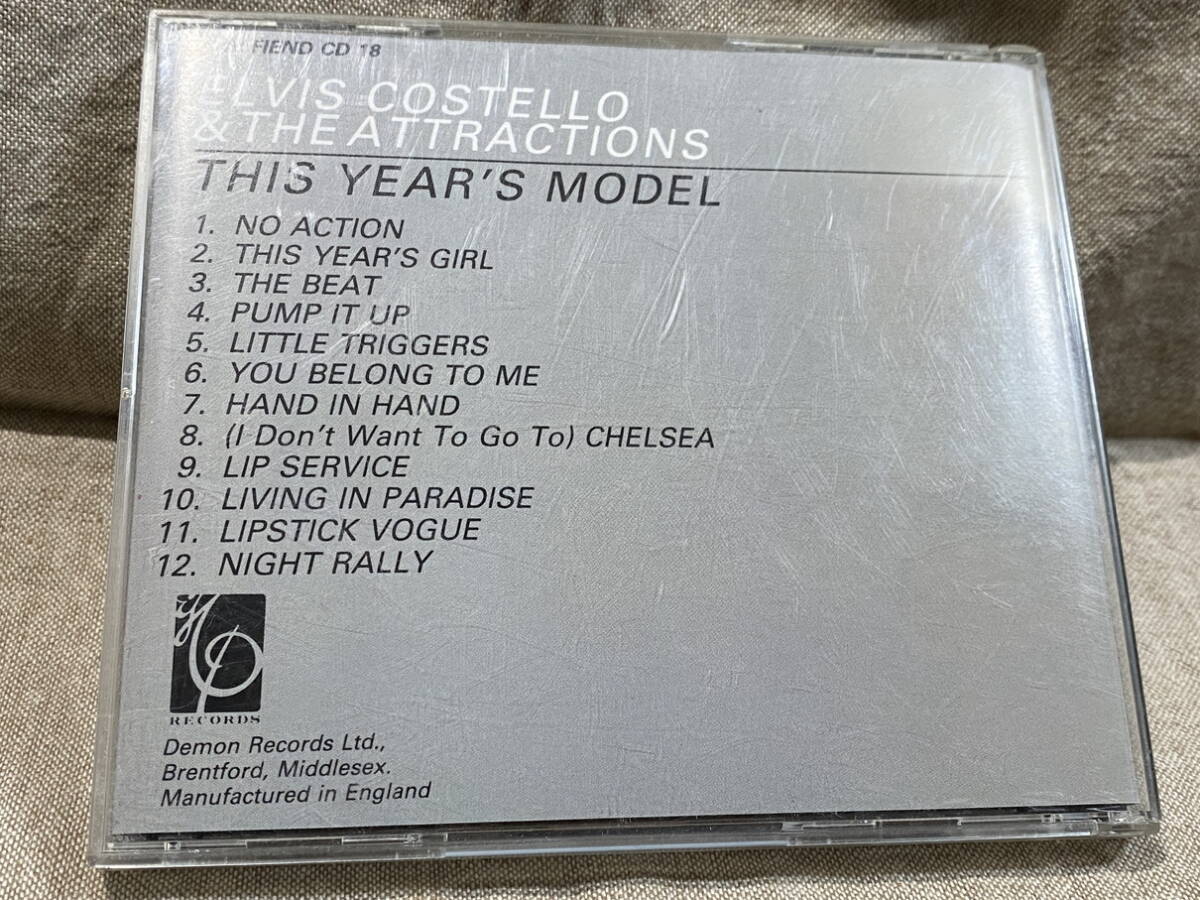 FIEND CD 18
ELVIS COSTELLO
& THE ATTRACTIONS
THIS YEAR'S MODEL
1. NO ACTION
2. THIS YEAR'S GIRL
3. THE BEAT
4. PUMP IT UP
5. LITTLE TRIGGERS
6. YOU BELONG TO ME
7. HAND IN HAND
8. (I Don't Want To Go To) CHELSEA
9. LIP SERVICE
10. LIVING IN PARADISE
11. LIPSTICK VOGUE
12. NIGHT RALLY
RECORDS
Demon Records Ltd.,
Brentford, Middlesex.
Manufactured in England